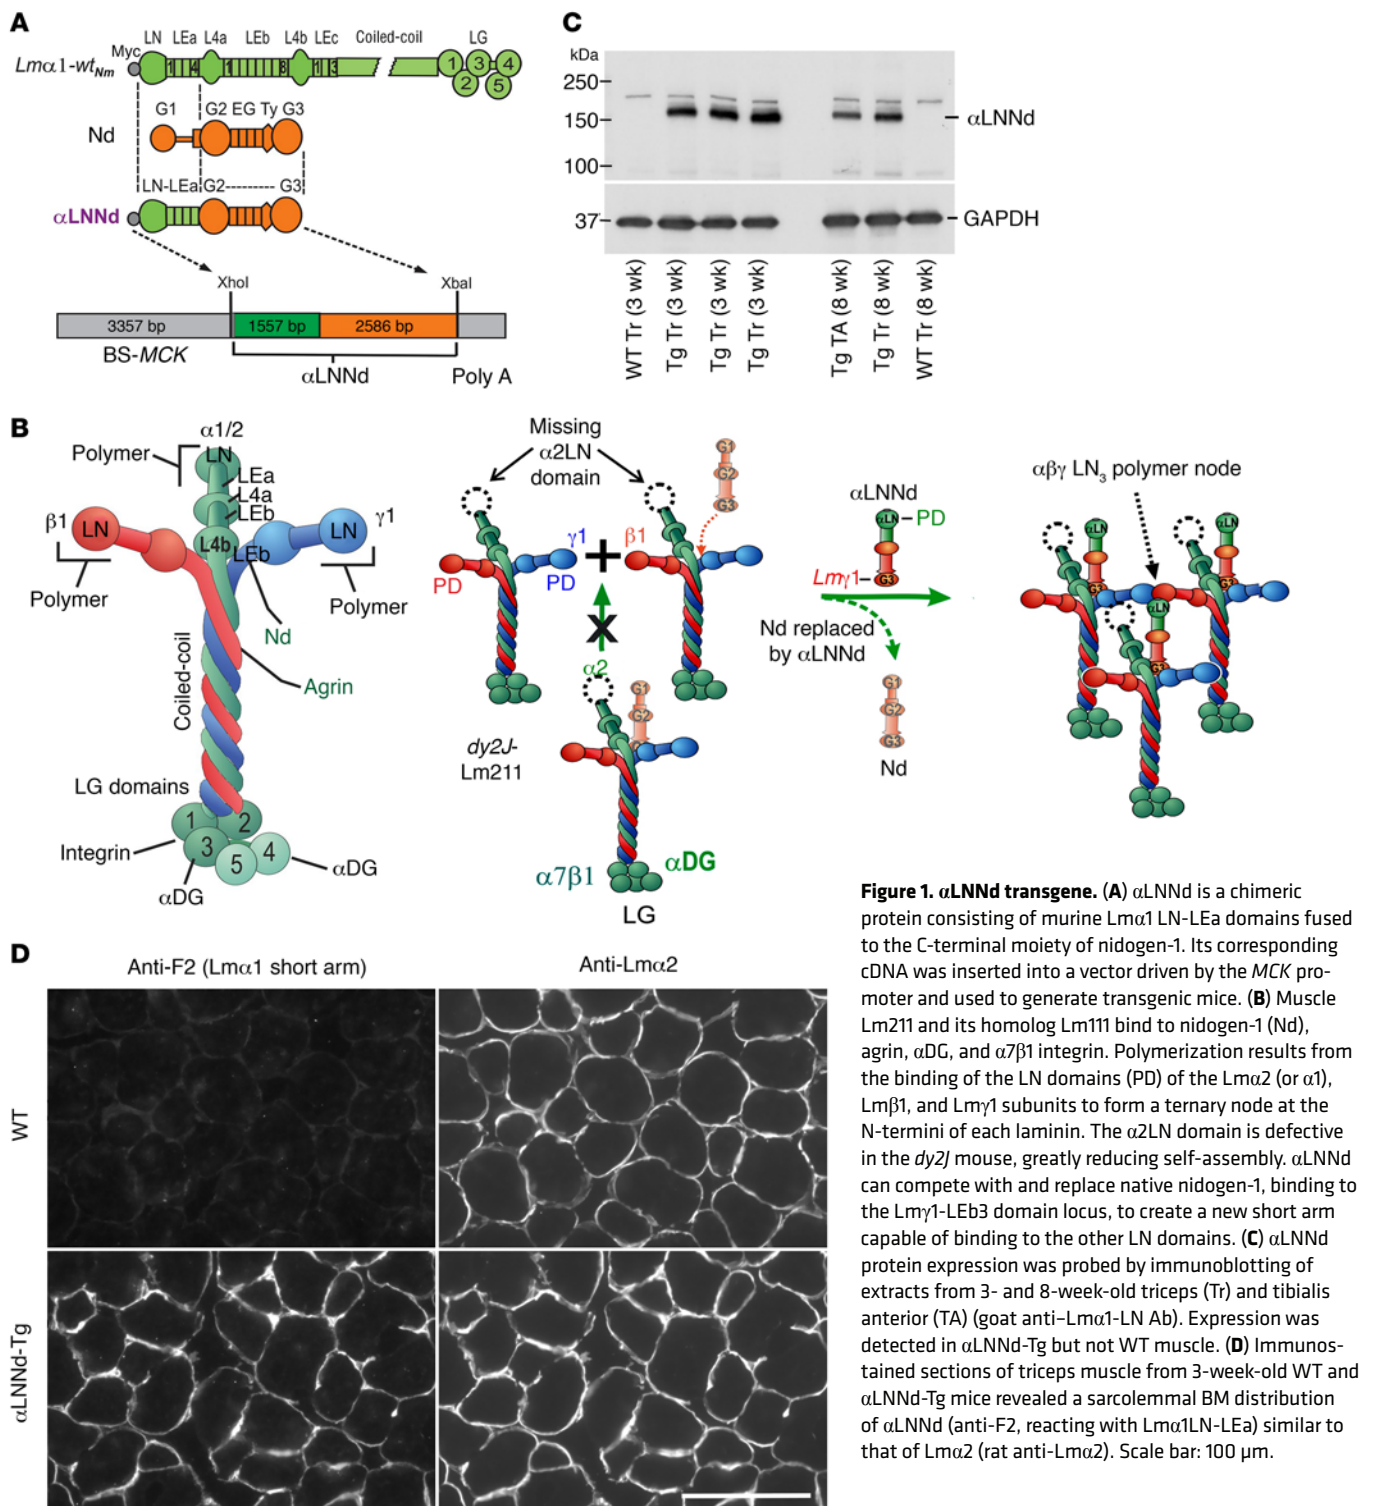 A
LN LEa L4a LEb L4b LEc Coiled-coil LG
Myc
Lmα1-wtNm
1 4 1 8 1 3
1 3 4
2 5
G1 G2 EG Ty G3
Nd
LN-LEa G2 G3
αLNNd
XhoI XbaI
3357 bp 1557 bp 2586 bp
BS-MCK
αLNNd Poly A
C
kDa
250
150
αLNNd
100
37
GAPDH
WT Tr (3 wk)
Tg Tr (3 wk)
Tg Tr (3 wk)
Tg Tr (3 wk)
Tg TA (8 wk)
Tg Tr (8 wk)
WT Tr (8 wk)
B
α1/2
Polymer
LN
LEa
L4a
LEb
β1
LN
L4b
LEb
LN
γ1
Polymer
Polymer
Nd
Agrin
Coiled-coil
LG domains
1 2
3 4
5
Integrin
αDG
αDG
Missing
α2LN
domain
G1
G2
G3
γ1
β1
PD
PD
+
X
α2
G1
G2
dy2J-
Lm211
α7β1
αDG
LG
αLNNd
αLN
PD
Lmγ1
G3
Nd replaced
by αLNNd
G1
G2
G3
Nd
αβγ LN3 polymer node
αLN
αLN
G3
G3
αLN
G3
D
Anti-F2 (Lmα1 short arm)
Anti-Lmα2
WT
αLNNd-Tg
Figure 1. αLNNd transgene. (A) αLNNd is a chimeric
protein consisting of murine Lmα1 LN-LEa domains fused
to the C-terminal moiety of nidogen-1. Its corresponding
cDNA was inserted into a vector driven by the MCK pro-
moter and used to generate transgenic mice. (B) Muscle
Lm211 and its homolog Lm111 bind to nidogen-1 (Nd),
agrin, αDG, and α7β1 integrin. Polymerization results from
the binding of the LN domains (PD) of the Lmα2 (or α1),
Lmβ1, and Lmγ1 subunits to form a ternary node at the
N-termini of each laminin. The α2LN domain is defective
in the dy2J mouse, greatly reducing self-assembly. αLNNd
can compete with and replace native nidogen-1, binding to
the Lmγ1-LEb3 domain locus, to create a new short arm
capable of binding to the other LN domains. (C) αLNNd
protein expression was probed by immunoblotting of
extracts from 3- and 8-week-old triceps (Tr) and tibialis
anterior (TA) (goat anti–Lmα1-LN Ab). Expression was
detected in αLNNd-Tg but not WT muscle. (D) Immunos-
tained sections of triceps muscle from 3-week-old WT and
αLNNd-Tg mice revealed a sarcolemmal BM distribution
of αLNNd (anti-F2, reacting with Lmα1LN-LEa) similar to
that of Lmα2 (rat anti-Lmα2). Scale bar: 100 μm.